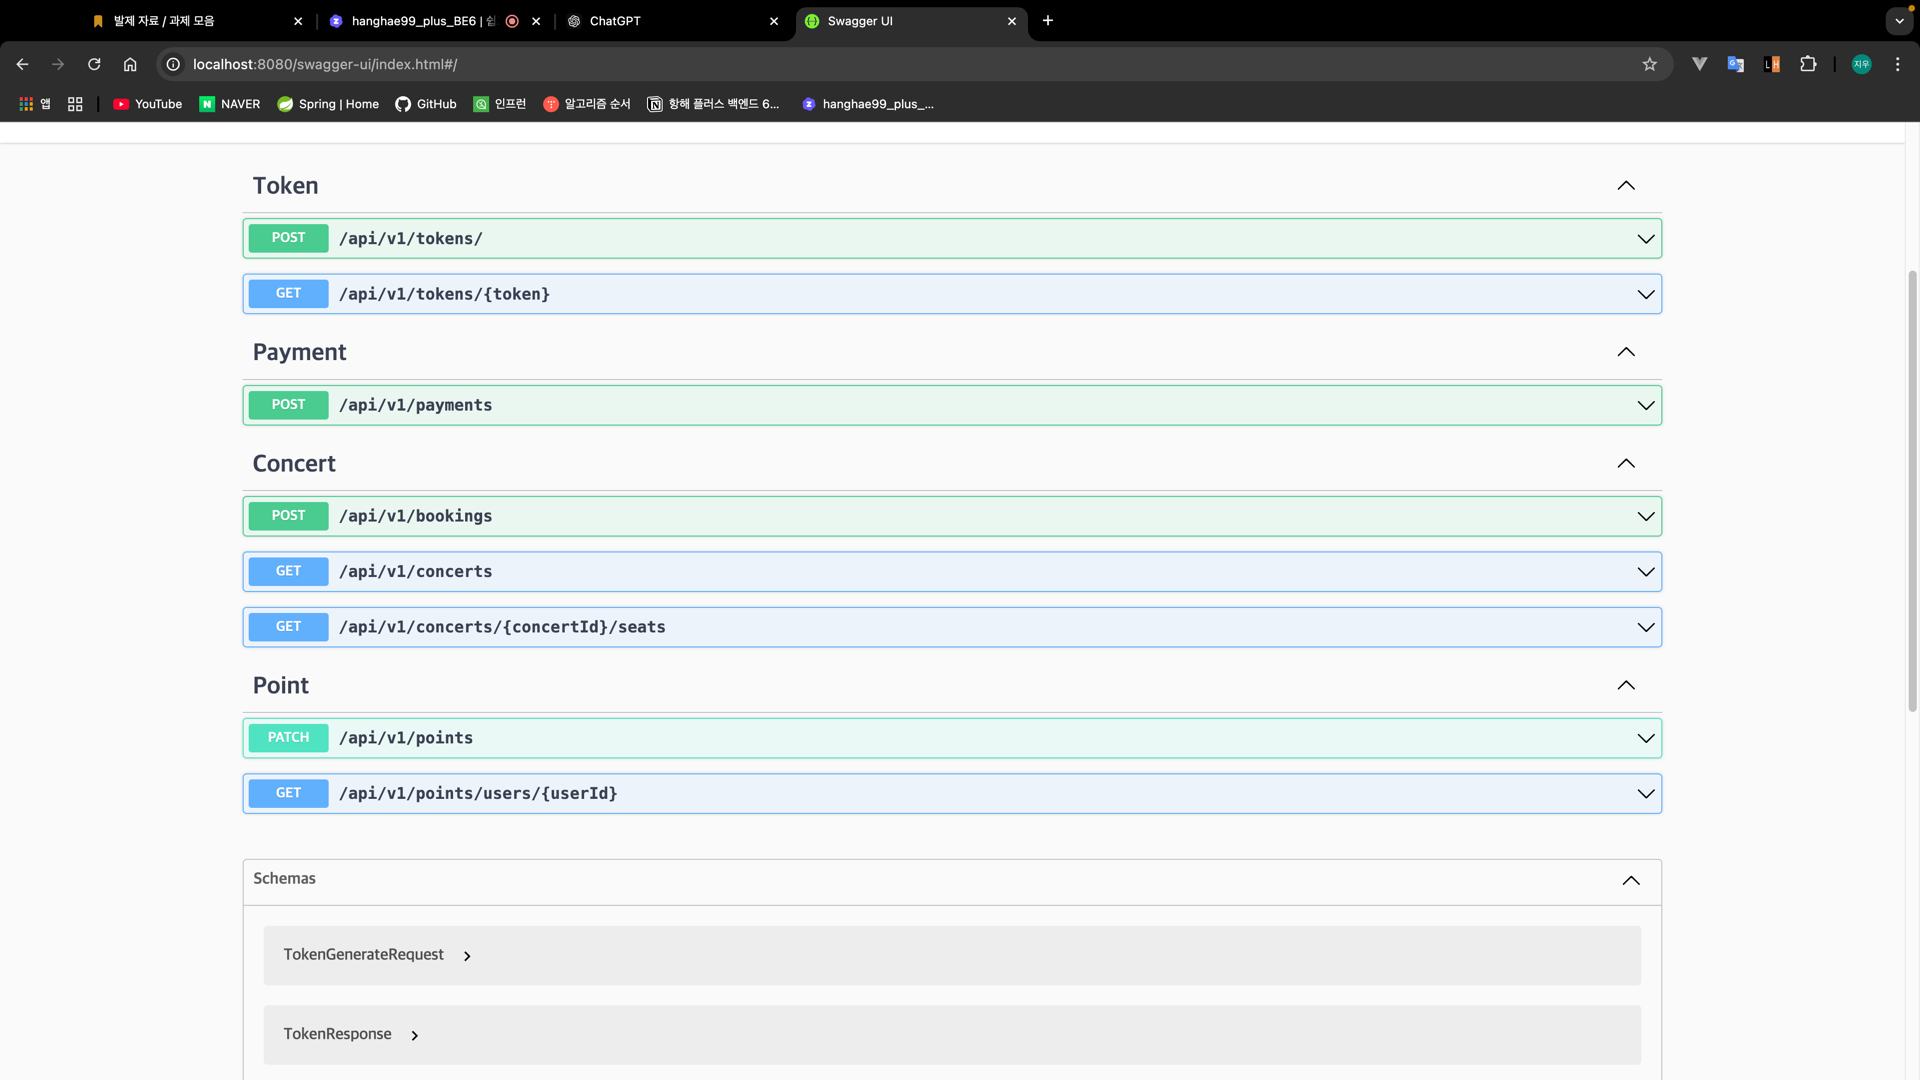 발제 자료 / 과제 모음
hanghae99_plus_BE6 | 쉽
ChatGPT
Swagger UI
localhost:8080/swagger-ui/index.html#/
지우
앱
YouTube
NAVER
Spring | Home
GitHub
인프런
알고리즘 순서
항해 플러스 백엔드 6...
hanghae99_plus_...
Token
POST /api/v1/tokens/
GET /api/v1/tokens/{token}
Payment
POST /api/v1/payments
Concert
POST /api/v1/bookings
GET /api/v1/concerts
GET /api/v1/concerts/{concertId}/seats
Point
PATCH /api/v1/points
GET /api/v1/points/users/{userId}
Schemas
TokenGenerateRequest
TokenResponse